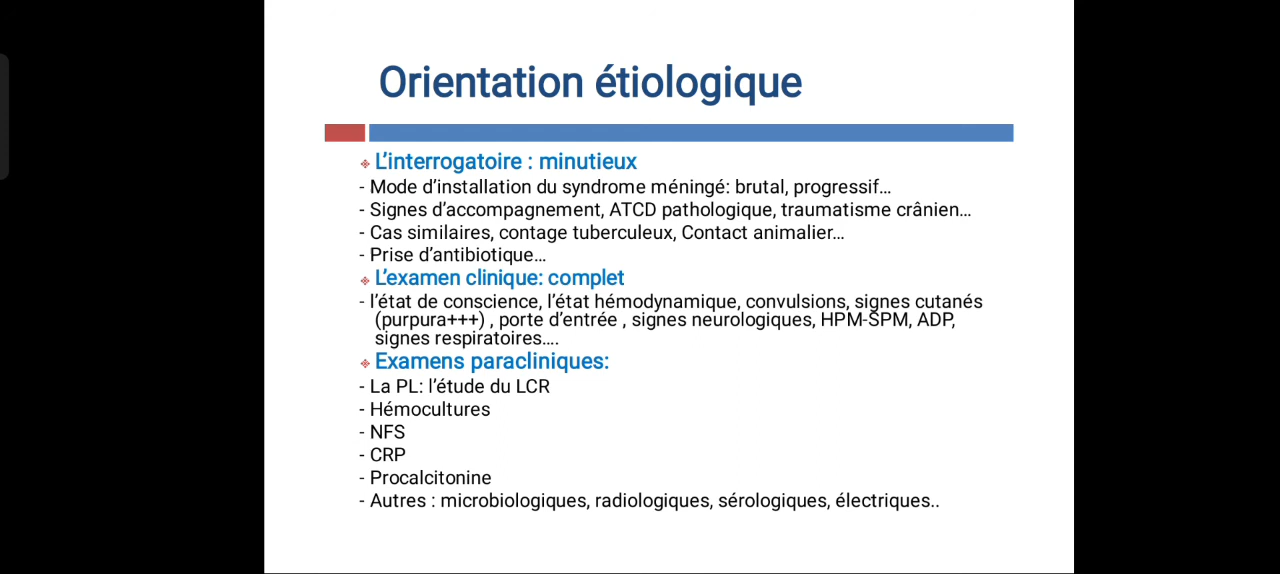 Orientation étiologique
L'interrogatoire : minutieux
- Mode d'installation du syndrome méningé: brutal, progressif...
- Signes d'accompagnement, ATCD pathologique, traumatisme crânien...
- Cas similaires, contage tuberculeux, Contact animalier...
- Prise d'antibiotique...
L'examen clinique: complet
- l'état de conscience, l'état hémodynamique, convulsions, signes cutanés
(purpura+++) , porte d'entrée , signes neurologiques, HPM-SPM, ADP,
signes respiratoires....
Examens paracliniques:
- La PL: l'étude du LCR
- Hémocultures
- NFS
- CRP
- Procalcitonine
- Autres : microbiologiques, radiologiques, sérologiques, électriques..